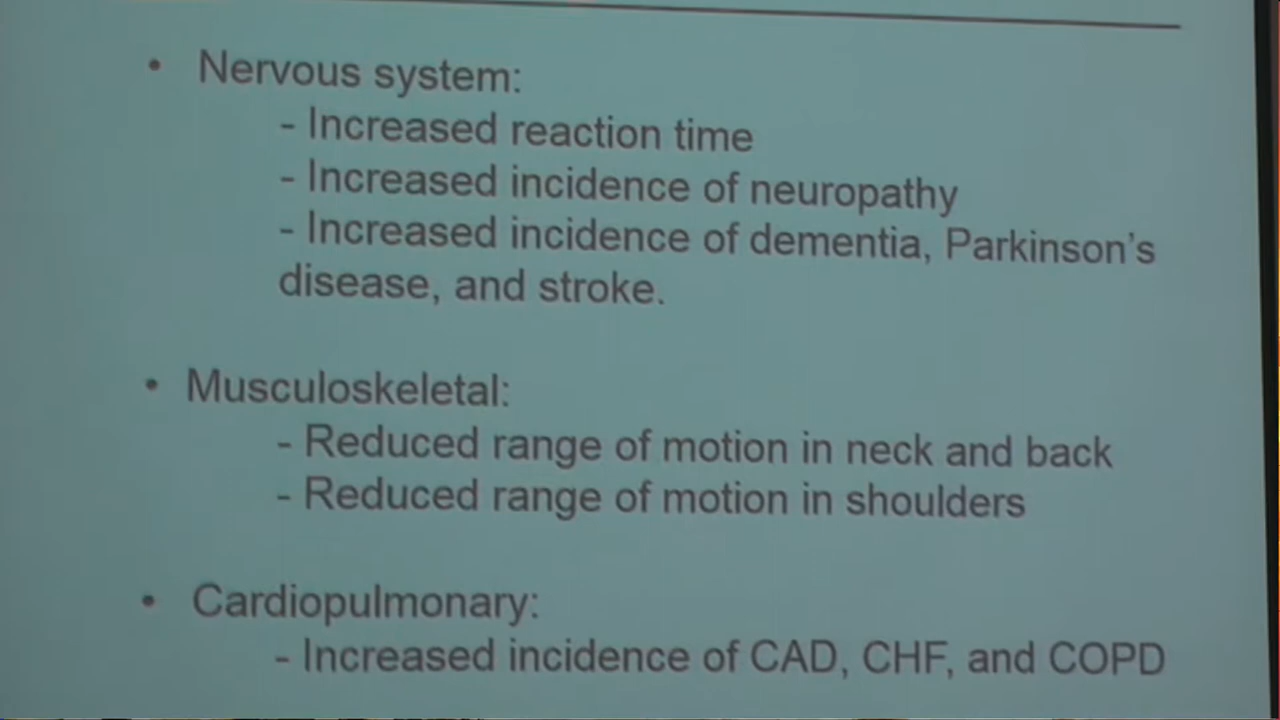 • Nervous system:
- Increased reaction time
- Increased incidence of neuropathy
- Increased incidence of dementia, Parkinson’s
disease, and stroke.
• Musculoskeletal:
- Reduced range of motion in neck and back
- Reduced range of motion in shoulders
• Cardiopulmonary:
- Increased incidence of CAD, CHF, and COPD